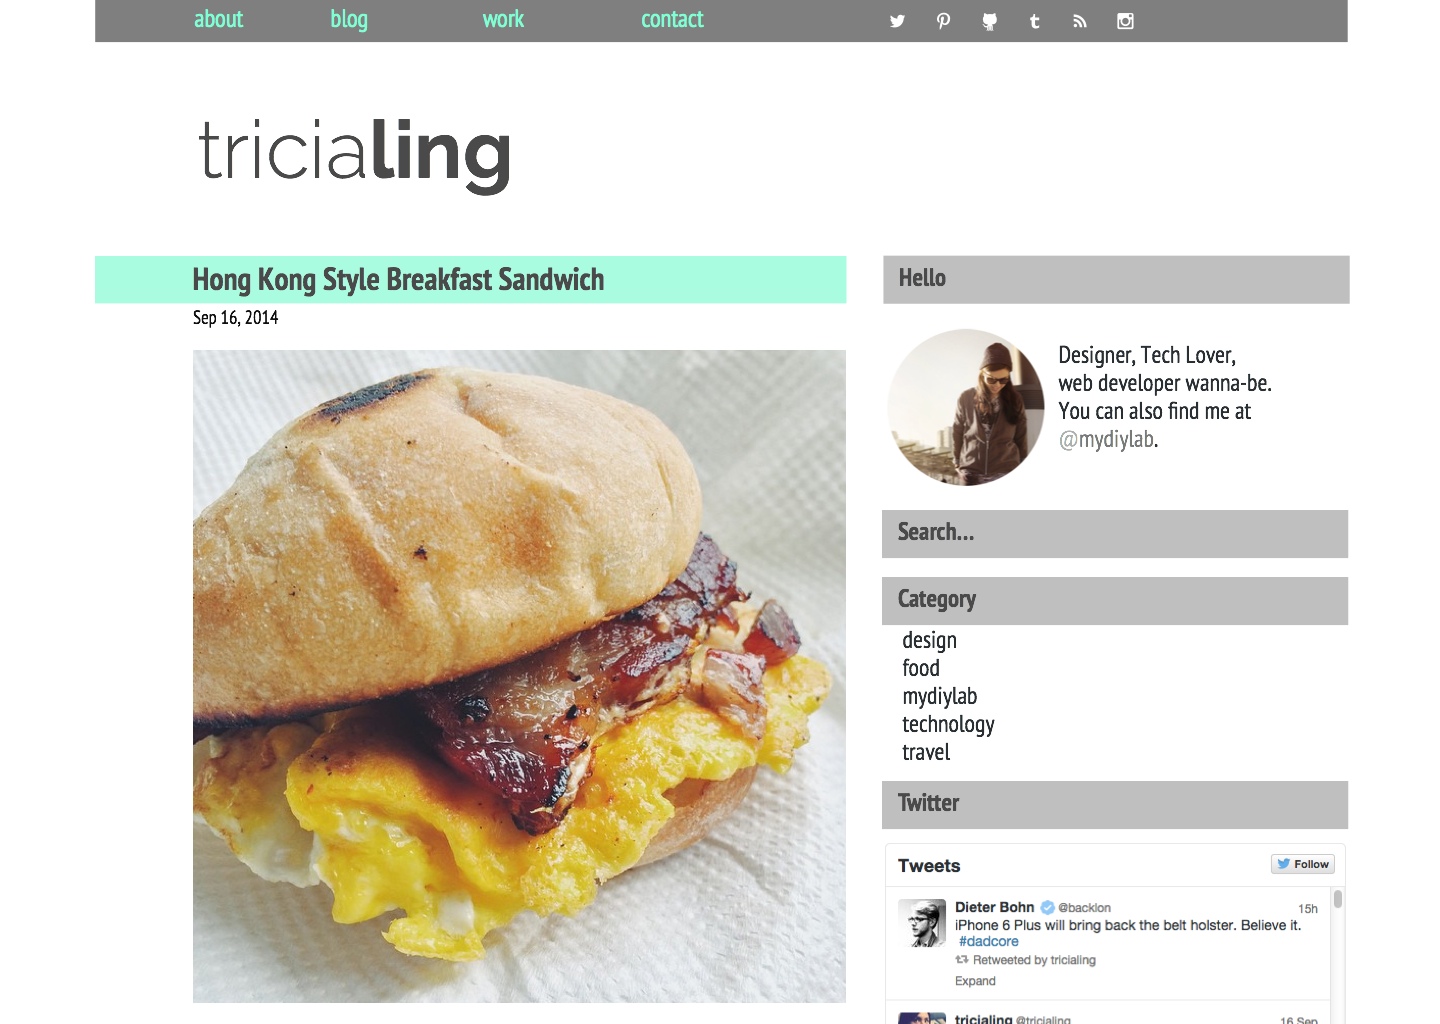 about blog work contact
tricialing
Hong Kong Style Breakfast Sandwich
Sep 16, 2014
Hello
Designer, Tech Lover,
web developer wanna-be.
You can also find me at
@mydiylab.
Search...
Category
design
food
mydiylab
technology
travel
Twitter
Tweets
Follow
Dieter Bohn @backlon 15h
iPhone 6 Plus will bring back the belt holster. Believe it.
#dadcore
Retweeted by tricialing
Expand
tricialing @tricialing 16 Sep